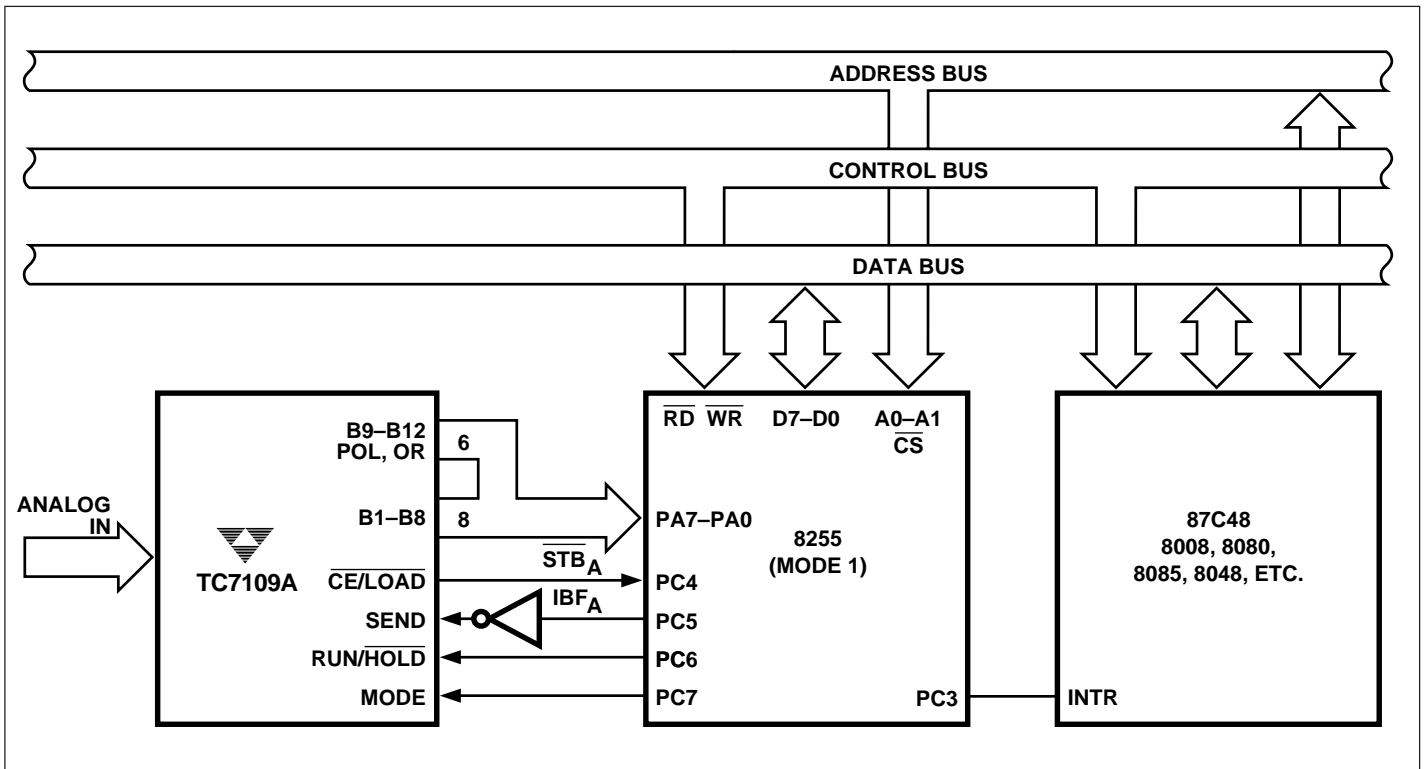 ADDRESS BUS
CONTROL BUS
DATA BUS
ANALOG
IN
B9–B12
POL, OR
6
B1–B8
8
TC7109A
CE/LOAD
SEND
RUN/HOLD
MODE
STBA
IBFA
RD WR D7–D0 A0–A1
CS
PA7–PA0
8255
(MODE 1)
PC4
PC5
PC6
PC7
PC3
87C48
8008, 8080,
8085, 8048, ETC.
INTR